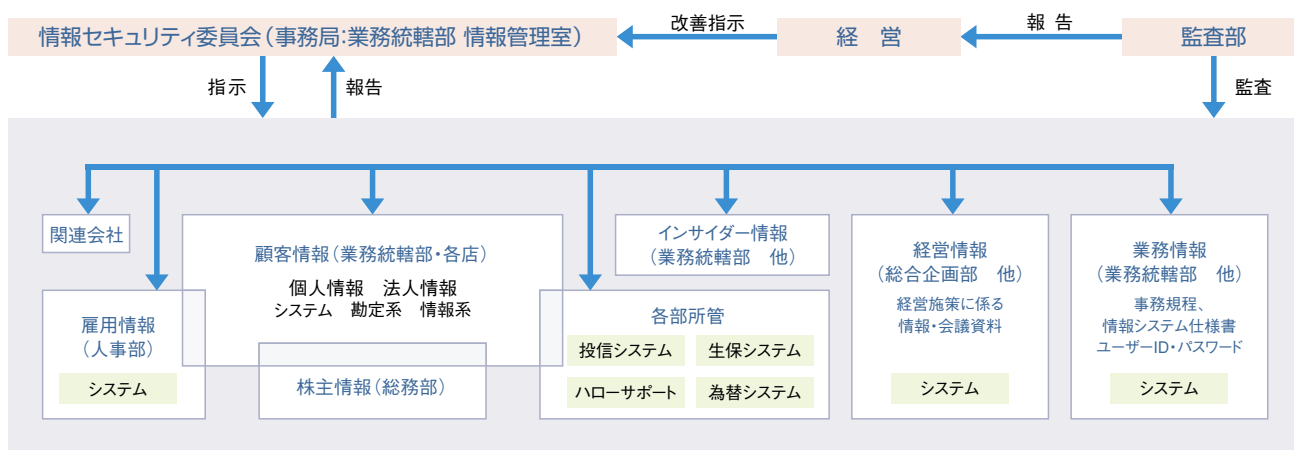 情報セキュリティ委員会（事務局：業務統轄部 情報管理室）
改善指示
経　営
報 告
監査部
指示
報告
監査
関連会社
顧客情報（業務統轄部・各店）
個人情報　法人情報
システム　勘定系　情報系
雇用情報
（人事部）
システム
株主情報（総務部）
インサイダー情報
（業務統轄部　他）
各部所管
投信システム
生保システム
ハローサポート
為替システム
経営情報
（総合企画部　他）
経営施策に係る
情報・会議資料
システム
業務情報
（業務統轄部　他）
事務規程、
情報システム仕様書
ユーザーID・パスワード
システム